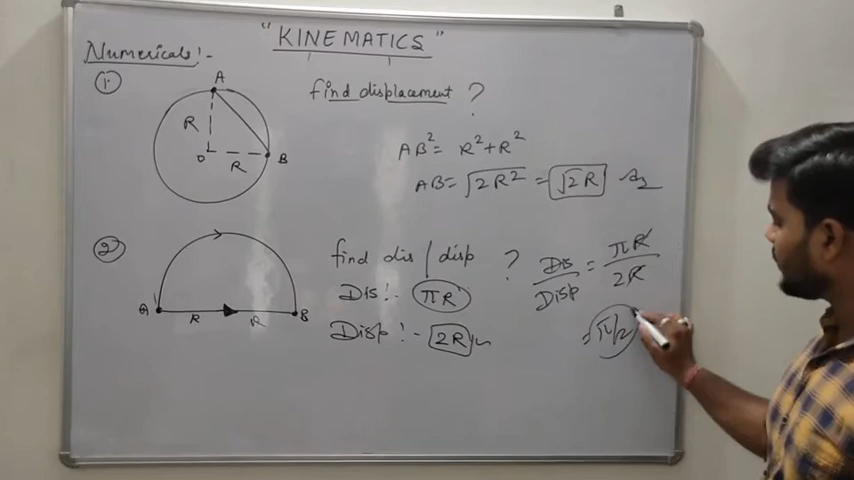 "KINEMATICS"
Numericals:-
①
A
R
O
R
B
find displacement ?
AB² = R² + R²
AB = √2R² = √2R
②
A
R
R
B
find dis / disp ?
Dis :- πR
Disp :- 2R
Dis/Disp = πR/2R
= π/2